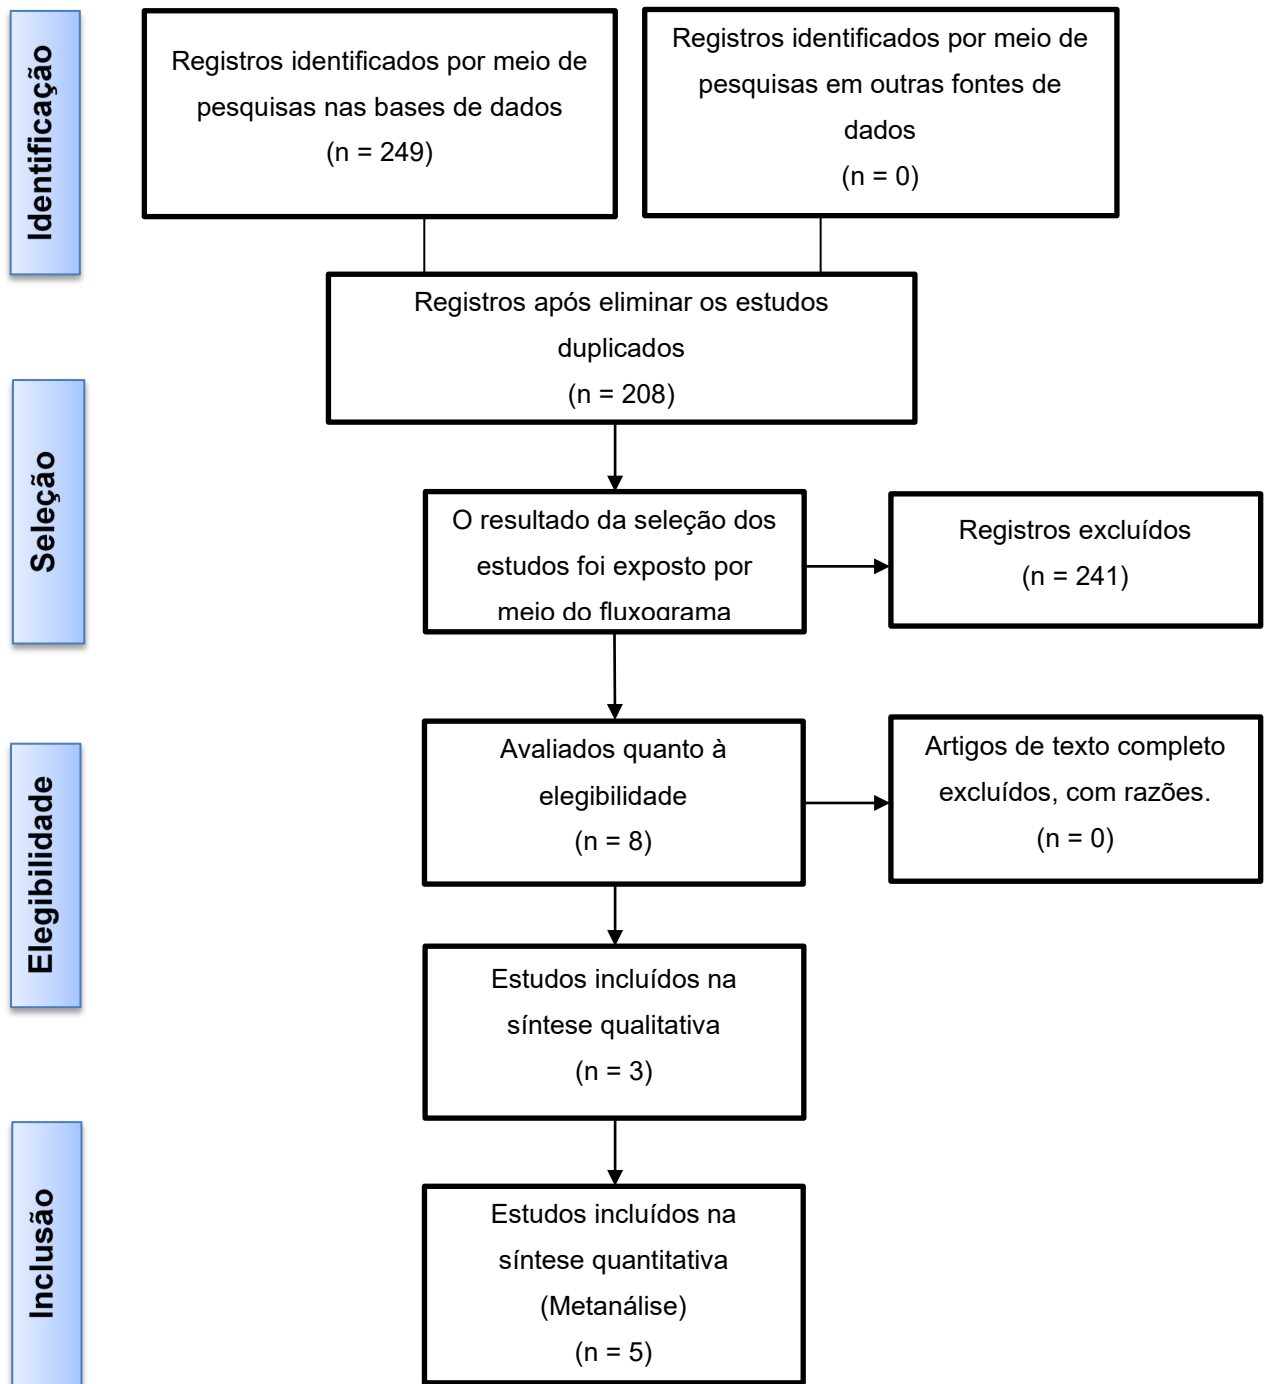 Identificação
Registros identificados por meio de
pesquisas nas bases de dados
(n = 249)
Registros identificados por meio de
pesquisas em outras fontes de
dados
(n = 0)
Registros após eliminar os estudos
duplicados
(n = 208)
Seleção
O resultado da seleção dos
estudos foi exposto por
meio do fluxograma
Registros excluídos
(n = 241)
Elegibilidade
Avaliados quanto à
elegibilidade
(n = 8)
Artigos de texto completo
excluídos, com razões.
(n = 0)
Estudos incluídos na
síntese qualitativa
(n = 3)
Inclusão
Estudos incluídos na
síntese quantitativa
(Metanálise)
(n = 5)